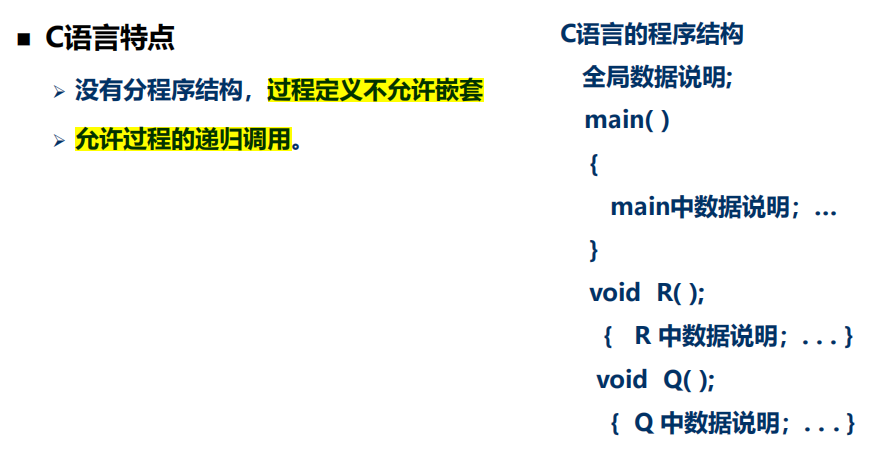 ■ C语言特点
➢ 没有分程序结构，过程定义不允许嵌套
➢ 允许过程的递归调用。
C语言的程序结构
全局数据说明;
main( )
{
main中数据说明；…
}
void R( );
{ R 中数据说明；. . . }
void Q( );
{ Q 中数据说明；. . . }